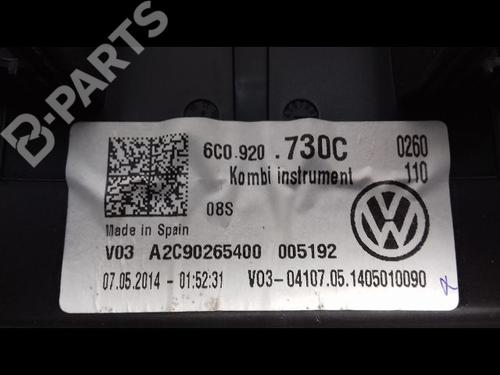 B-PARTS
6C0.920 .730C 0260
Kombi instrument 110
08S
Made in Spain
V03 A2C90265400 005192
07.05.2014 - 01:52:31 V03-04107.05.1405010090